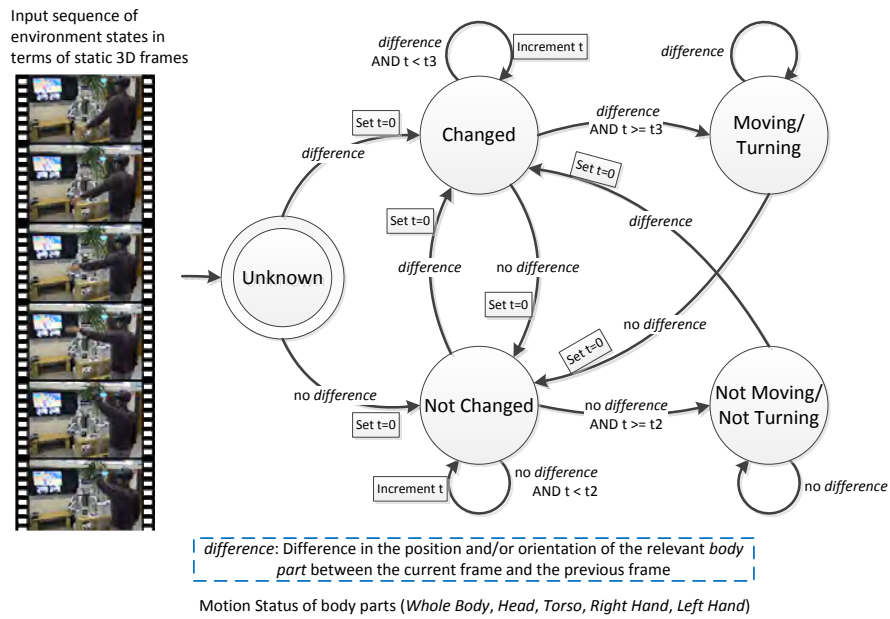 Input sequence of
environment states in
terms of static 3D frames
difference
AND t < t3
Increment t
difference
Set t=0
difference
Changed
difference
AND t >= t3
Moving/
Turning
Set t=0
Set t=0
difference
difference
no difference
Unknown
Set t=0
no difference
Set t=0
no difference
Set t=0
Not Changed
no difference
AND t >= t2
Not Moving/
Not Turning
Increment t
no difference
AND t < t2
no difference
difference: Difference in the position and/or orientation of the relevant body
part between the current frame and the previous frame
Motion Status of body parts (Whole Body, Head, Torso, Right Hand, Left Hand)